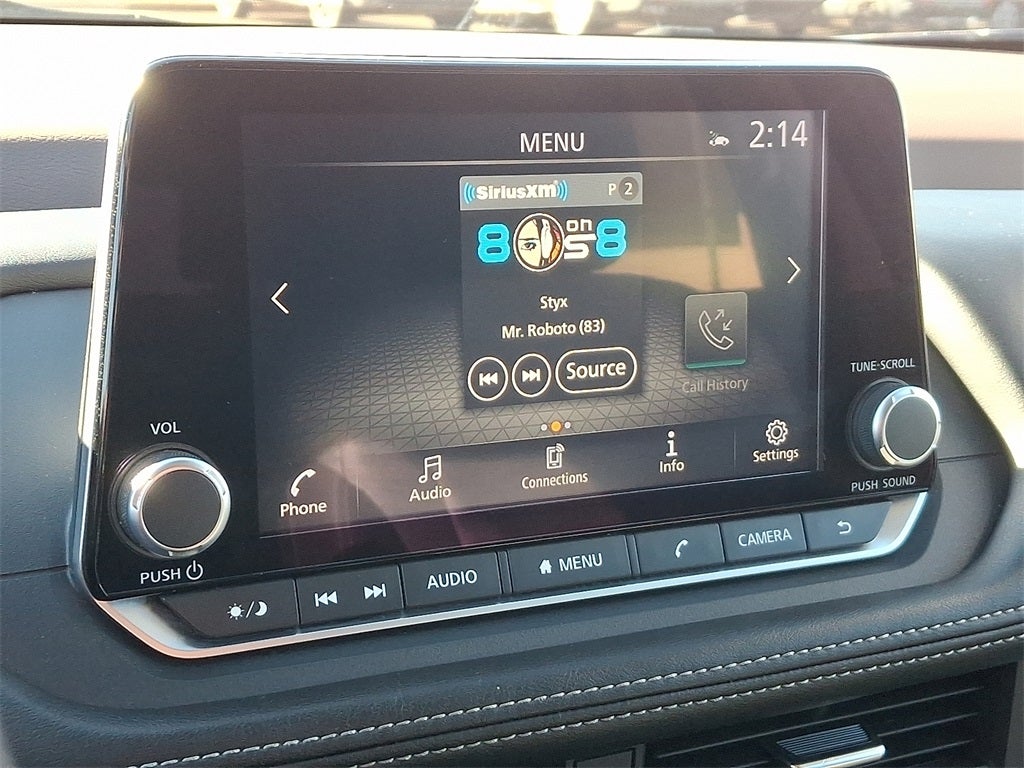 MENU
2:14
SiriusXm P 2
80s on 8
Styx
Mr. Roboto (83)
Source
Call History
Phone
Audio
Connections
Info
Settings
VOL
PUSH
TUNE·SCROLL
PUSH SOUND
AUDIO
MENU
CAMERA